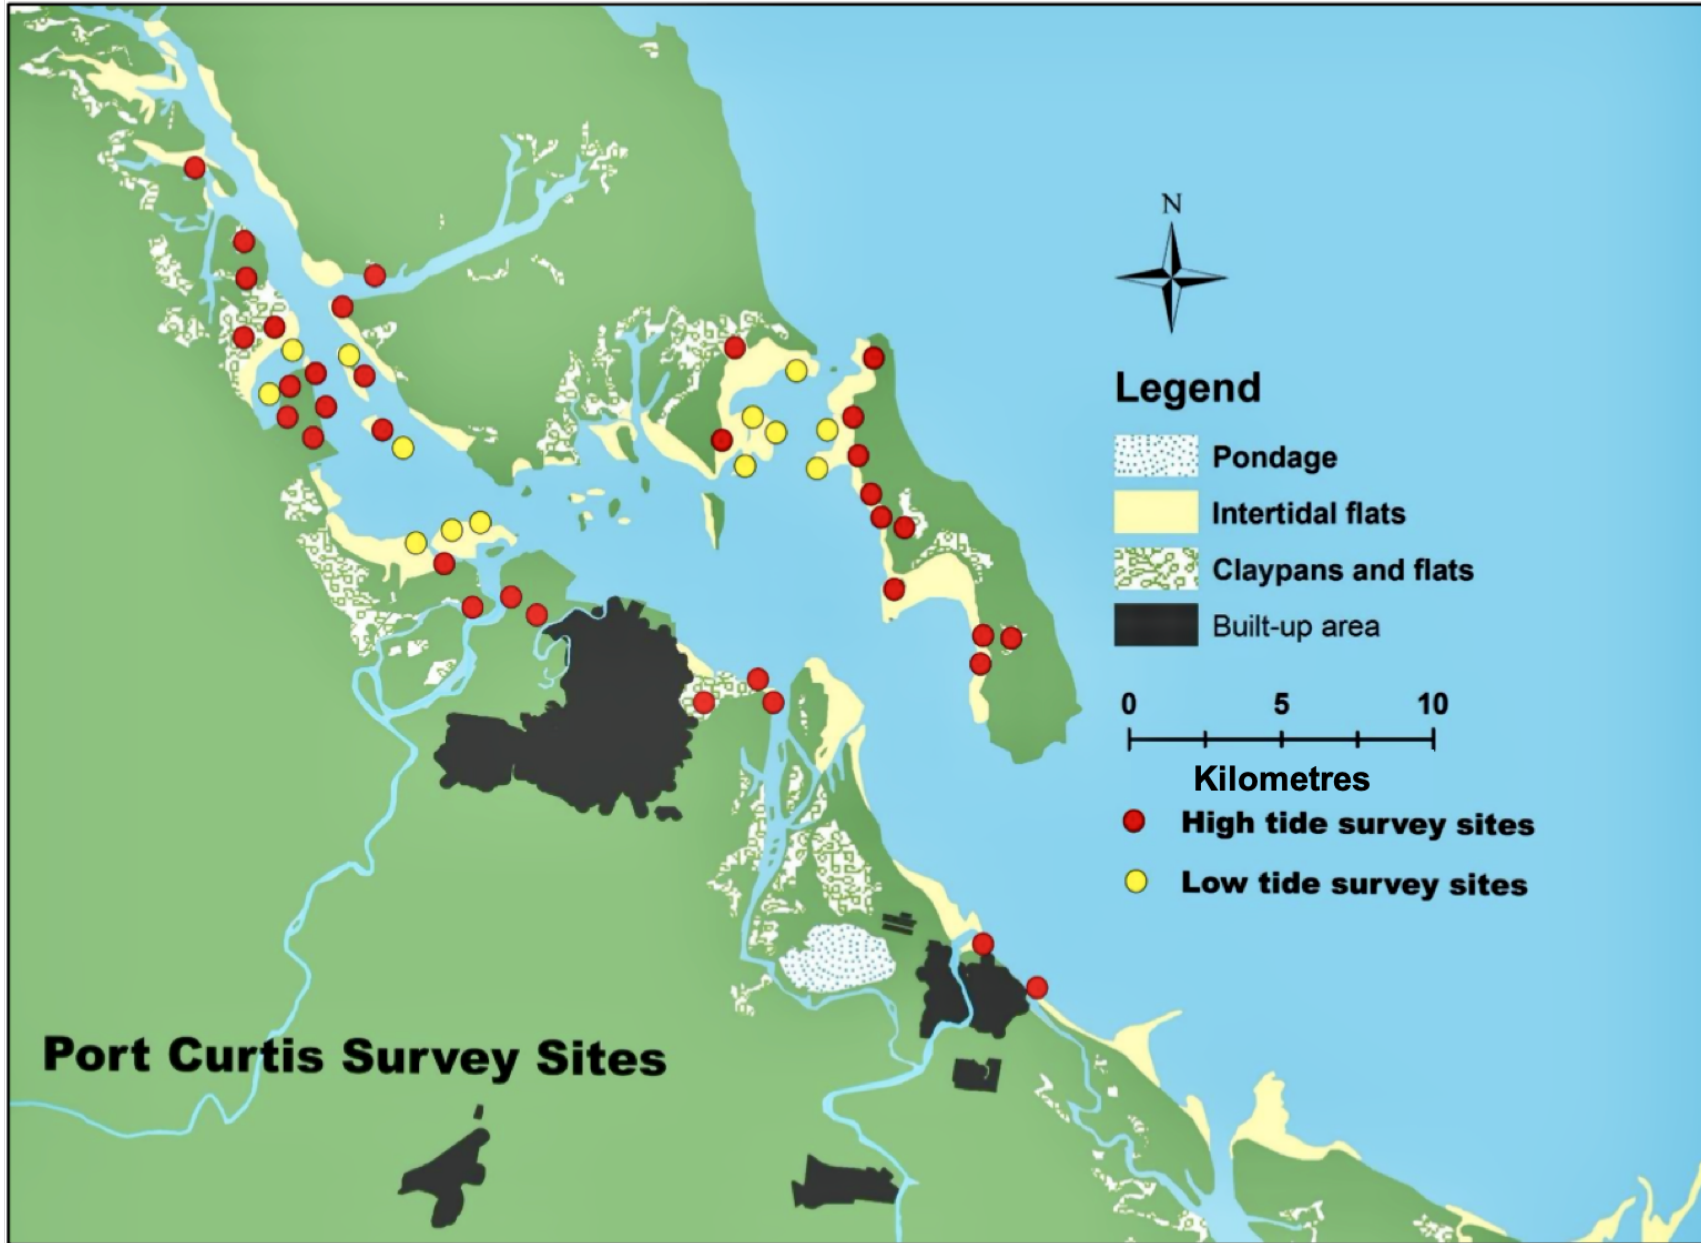 N
Legend
Pondage
Intertidal flats
Claypans and flats
Built-up area
0 5 10
Kilometres
High tide survey sites
Low tide survey sites
Port Curtis Survey Sites